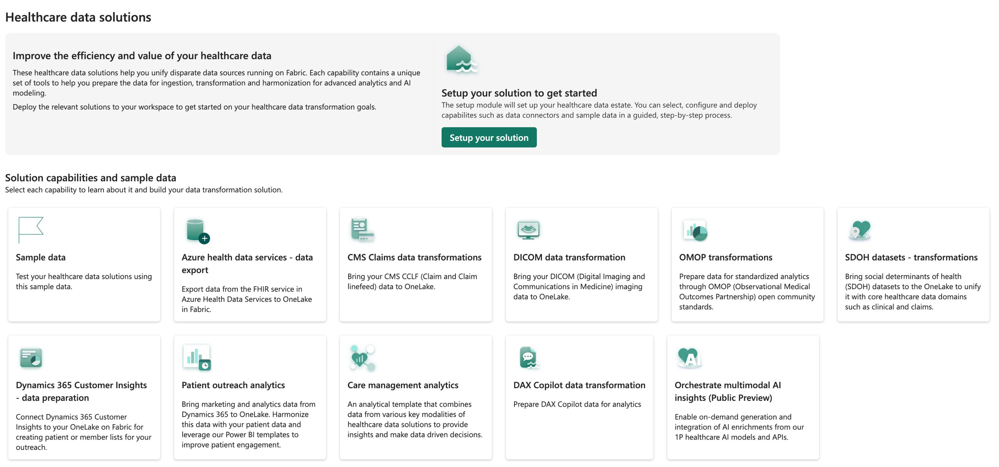 Healthcare data solutions
Improve the efficiency and value of your healthcare data
These healthcare data solutions help you unify disparate data sources running on Fabric. Each capability contains a unique
set of tools to help you prepare the data for ingestion, transformation and harmonization for advanced analytics and AI
modeling.
Deploy the relevant solutions to your workspace to get started on your healthcare data transformation goals.
Setup your solution to get started
The setup module will set up your healthcare data estate. You can select, configure and deploy
capabilites such as data connectors and sample data in a guided, step-by-step process.
Setup your solution
Solution capabilities and sample data
Select each capability to learn about it and build your data transformation solution.
Sample data
Test your healthcare data solutions using
this sample data.
Azure health data services - data
export
Export data from the FHIR service in
Azure Health Data Services to OneLake
in Fabric.
CMS Claims data transformations
Bring your CMS CCLF (Claim and Claim
linefeed) data to OneLake.
DICOM data transformation
Bring your DICOM (Digital Imaging and
Communications in Medicine) imaging
data to OneLake.
OMOP transformations
Prepare data for standardized analytics
through OMOP (Observational Medical
Outcomes Partnership) open community
standards.
SDOH datasets - transformations
Bring social determinants of health
(SDOH) datasets to the OneLake to unify
it with core healthcare data domains
such as clinical and claims.
Dynamics 365 Customer Insights
- data preparation
Connect Dynamics 365 Customer
Insights to your OneLake on Fabric for
creating patient or member lists for your
outreach.
Patient outreach analytics
Bring marketing and analytics data from
Dynamics 365 to OneLake. Harmonize
this data with your patient data and
leverage our Power BI templates to
improve patient engagement.
Care management analytics
An analytical template that combines
data from various key modalities of
healthcare data solutions to provide
insights and make data driven decisions.
DAX Copilot data transformation
Prepare DAX Copilot data for analytics
AI
Orchestrate multimodal AI
insights (Public Preview)
Enable on-demand generation and
integration of AI enrichments from our
1P healthcare AI models and APIs.